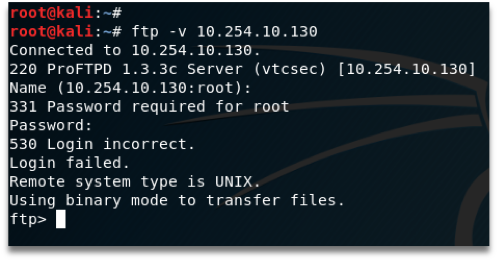 root@kali:~#
root@kali:~# ftp -v 10.254.10.130
Connected to 10.254.10.130.
220 ProFTPD 1.3.3c Server (vtcsec) [10.254.10.130]
Name (10.254.10.130:root):
331 Password required for root
Password:
530 Login incorrect.
Login failed.
Remote system type is UNIX.
Using binary mode to transfer files.
ftp>